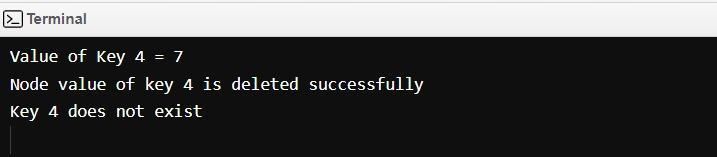 Terminal
Value of Key 4 = 7
Node value of key 4 is deleted successfully
Key 4 does not exist